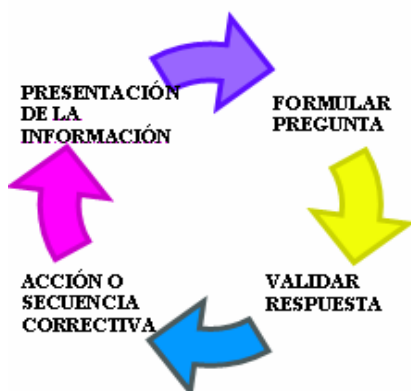 PRESENTACIÓN
DE LA
INFORMACIÓN
FORMULAR
PREGUNTA
VALIDAR
RESPUESTA
ACCIÓN O
SECUENCIA
CORRECTIVA